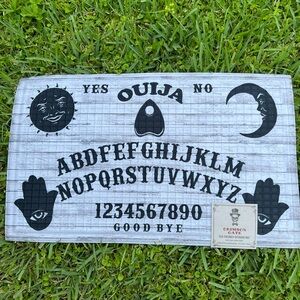 YES OUIJA NO
ABCDEFGHIJKLM
NOPQRSTUVWXYZ
1234567890
GOOD BYE
CRIMSON
GATE